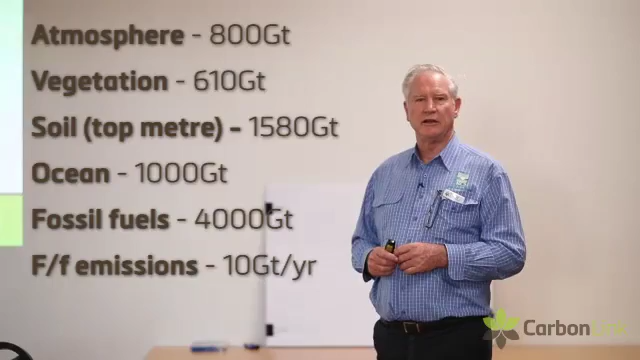 Atmosphere - 800Gt
Vegetation - 610Gt
Soil (top metre) - 1580Gt
Ocean - 1000Gt
Fossil fuels - 4000Gt
F/f emissions - 10Gt/yr
CarbonLink